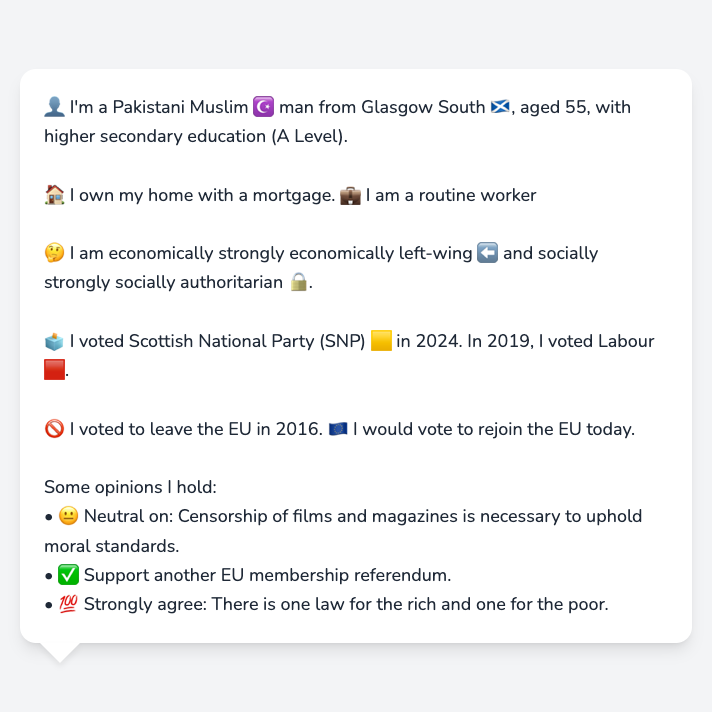 👤 I'm a Pakistani Muslim ☪️ man from Glasgow South 🏴󠁧󠁢󠁳󠁣󠁴󠁿, aged 55, with
higher secondary education (A Level).
🏠 I own my home with a mortgage. 💼 I am a routine worker
🤔 I am economically strongly economically left-wing ⬅️ and socially
strongly socially authoritarian 🔒.
🗳️ I voted Scottish National Party (SNP) 🟨 in 2024. In 2019, I voted Labour
🟥.
🚫 I voted to leave the EU in 2016. 🇪🇺 I would vote to rejoin the EU today.
Some opinions I hold:
• 😐 Neutral on: Censorship of films and magazines is necessary to uphold
moral standards.
• ✅ Support another EU membership referendum.
• 💯 Strongly agree: There is one law for the rich and one for the poor.